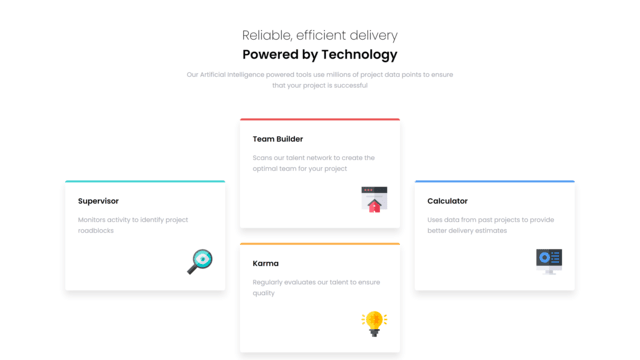 Reliable, efficient delivery
Powered by Technology
Our Artificial Intelligence powered tools use millions of project data points to ensure
that your project is successful
Team Builder
Scans our talent network to create the
optimal team for your project
Supervisor
Monitors activity to identify project
roadblocks
Calculator
Uses data from past projects to provide
better delivery estimates
Karma
Regularly evaluates our talent to ensure
quality